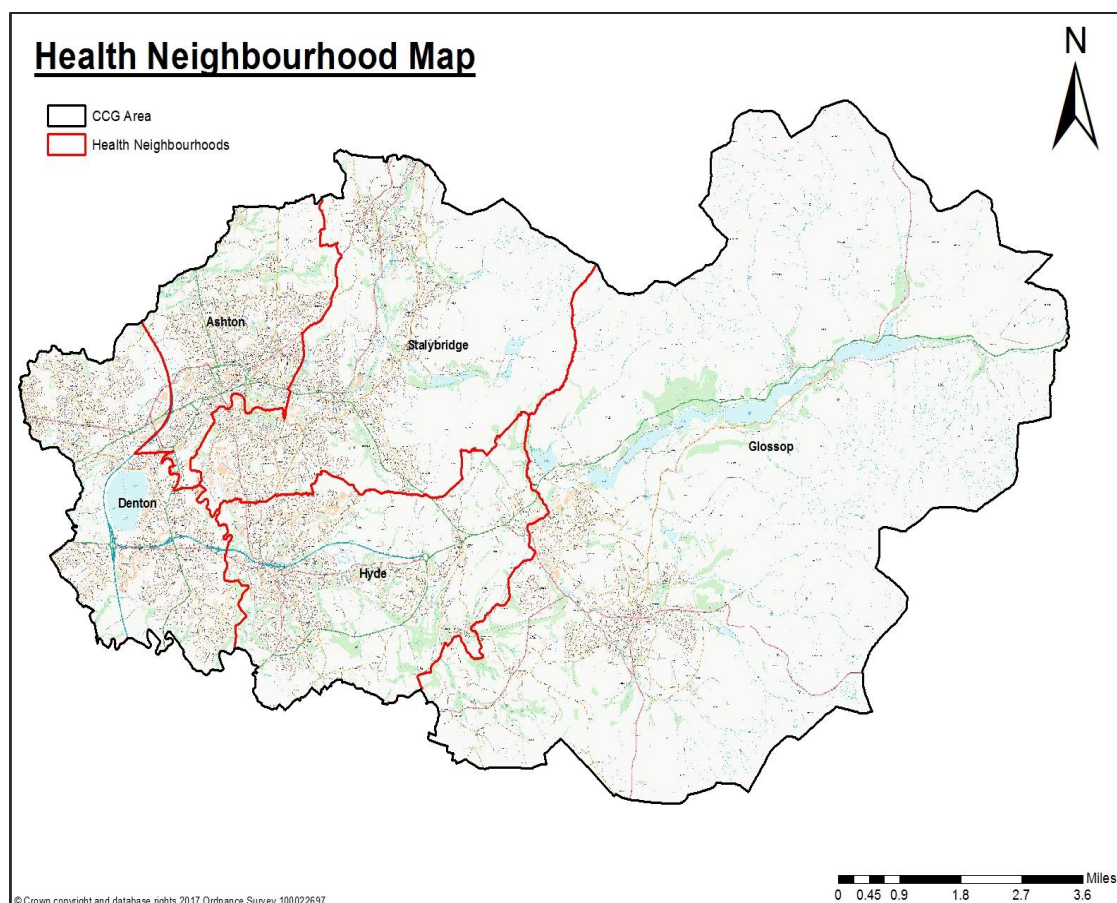 Health Neighbourhood Map
N
CCG Area
Health Neighbourhoods
Ashton
Stalybridge
Glossop
Denton
Hyde
Miles
0 0.45 0.9 1.8 2.7 3.6
© Crown copyright and database rights 2017 Ordnance Survey 100022697